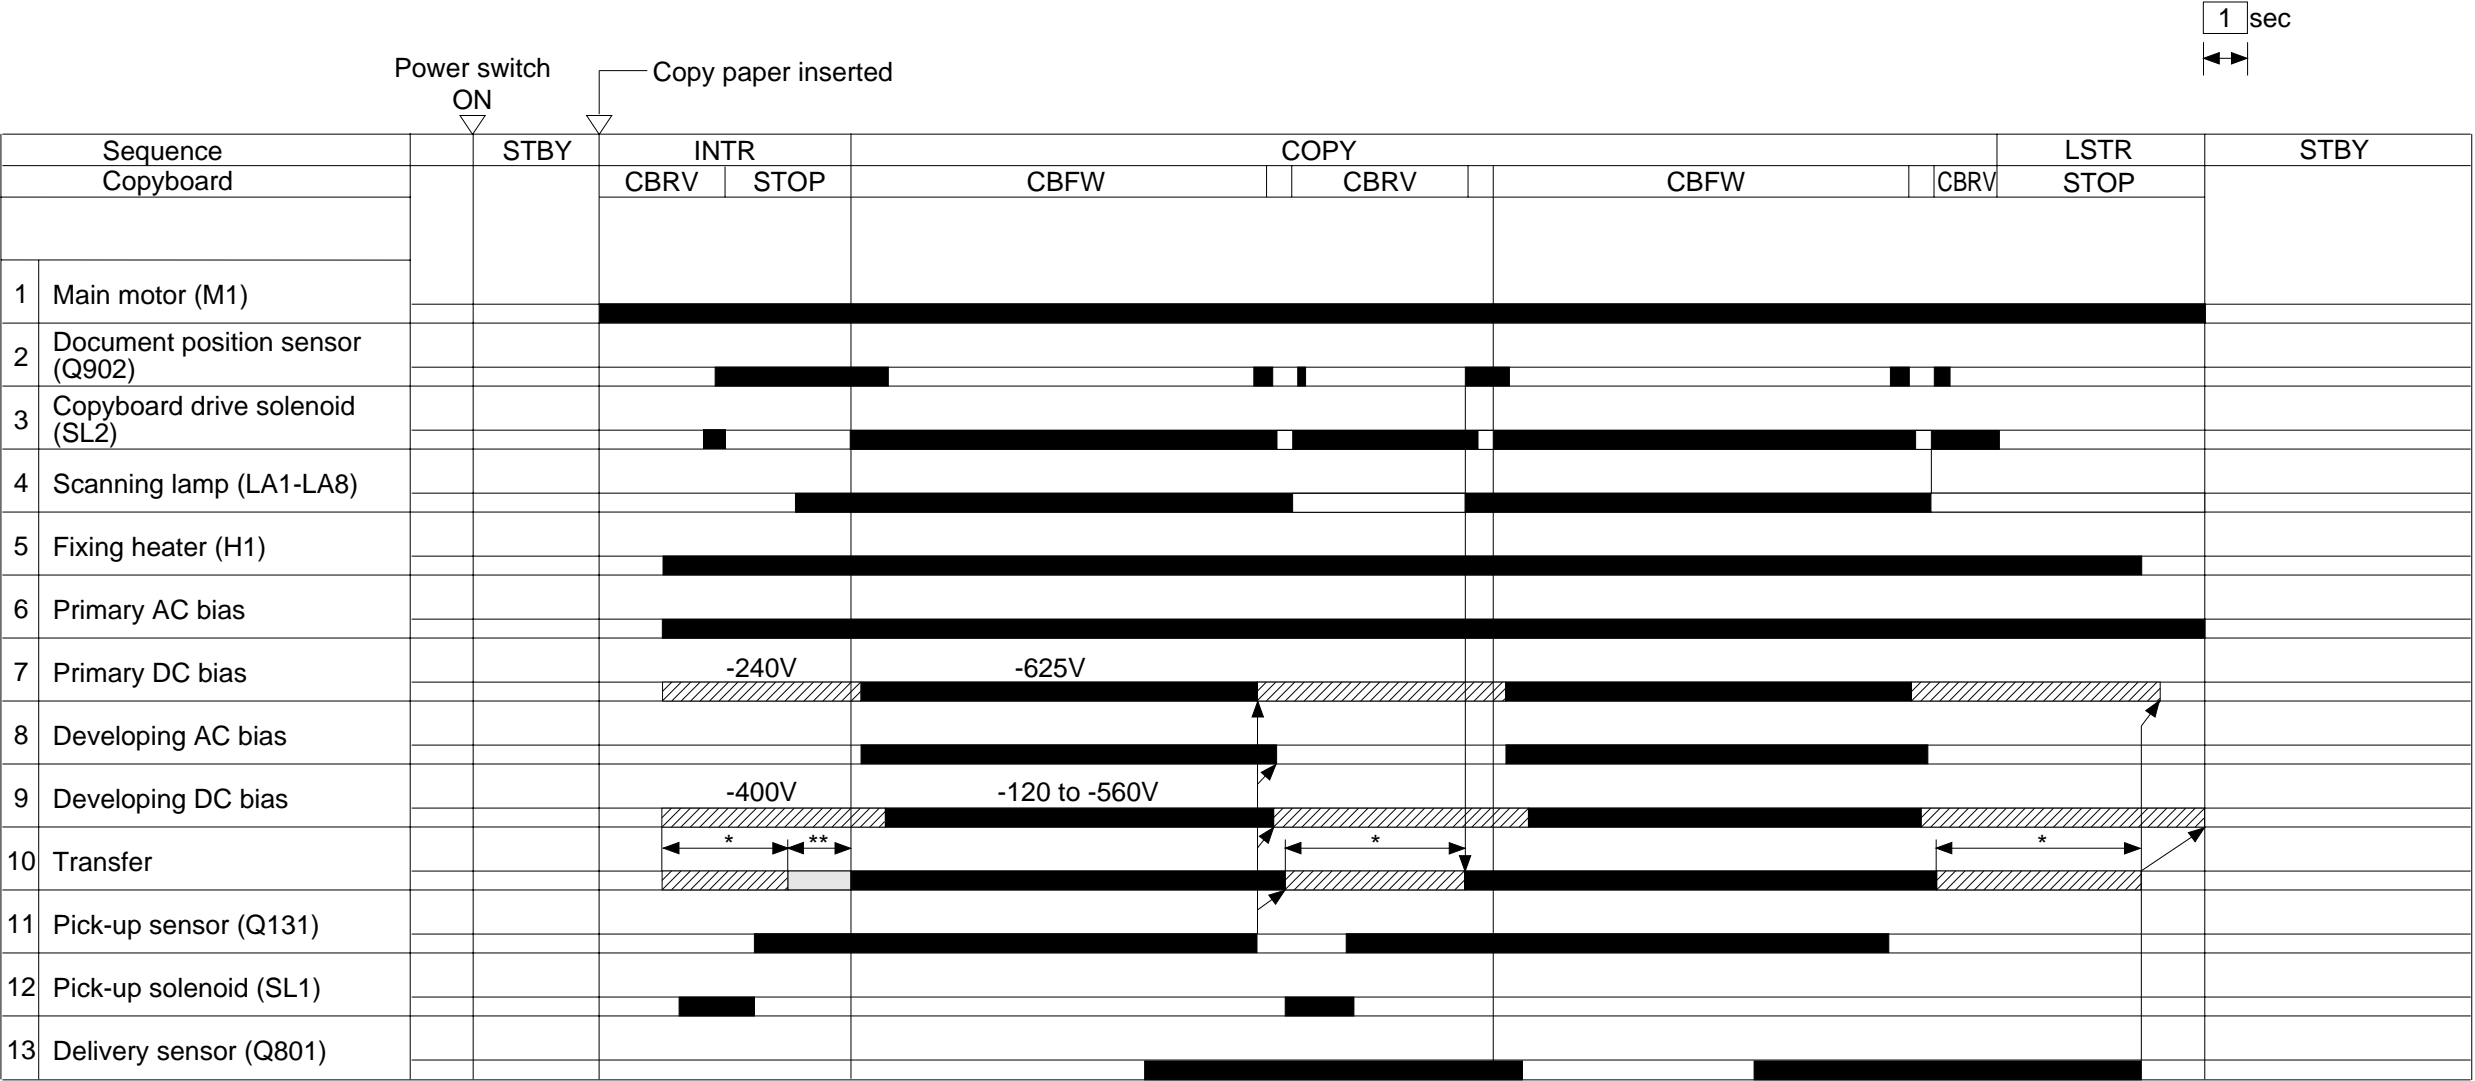 1 sec
Power switch
ON
Copy paper inserted
Sequence STBY INTR COPY LSTR STBY
Copyboard CBRV STOP CBFW CBRV CBFW CBRV STOP
1 Main motor (M1)
2 Document position sensor
(Q902)
3 Copyboard drive solenoid
(SL2)
4 Scanning lamp (LA1-LA8)
5 Fixing heater (H1)
6 Primary AC bias
7 Primary DC bias -240V -625V
8 Developing AC bias
9 Developing DC bias -400V -120 to -560V
* ** * *
10 Transfer
11 Pick-up sensor (Q131)
12 Pick-up solenoid (SL1)
13 Delivery sensor (Q801)